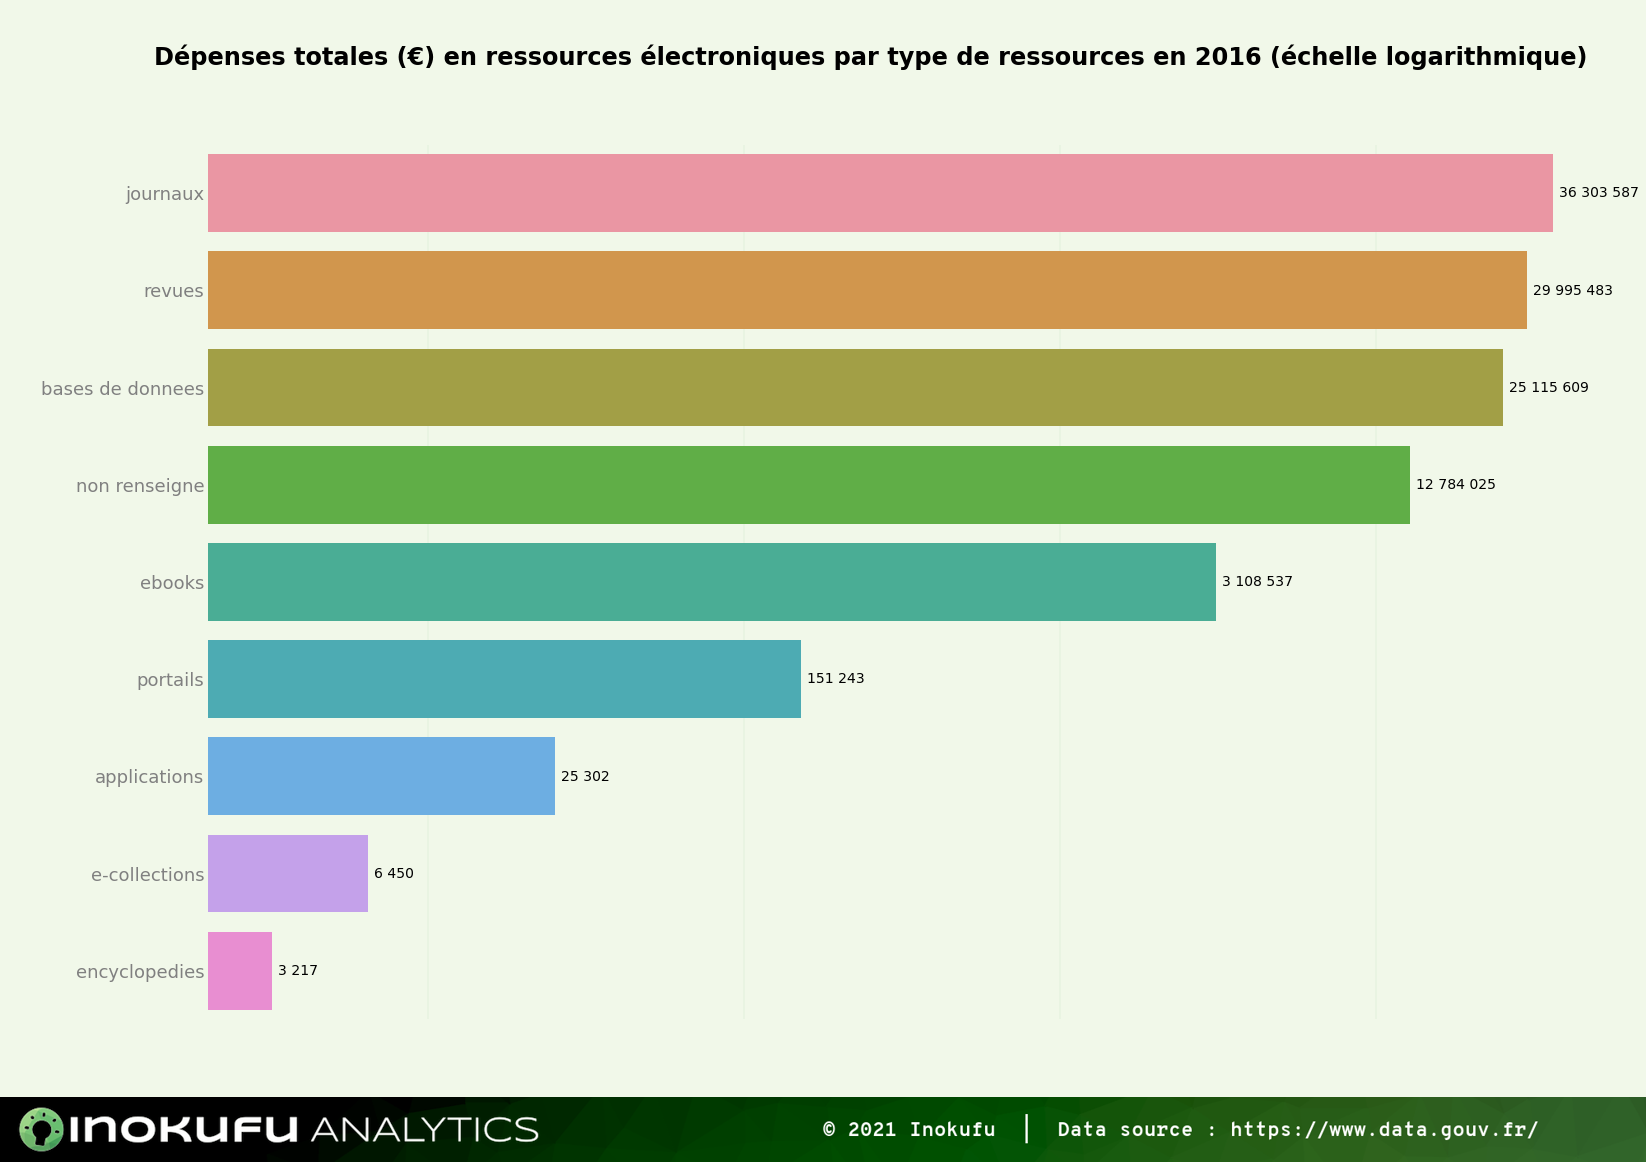 Dépenses totales (€) en ressources électroniques par type de ressources en 2016 (échelle logarithmique)
journaux 36 303 587
revues 29 995 483
bases de donnees 25 115 609
non renseigne 12 784 025
ebooks 3 108 537
portails 151 243
applications 25 302
e-collections 6 450
encyclopedies 3 217
INOKUFU ANALYTICS © 2021 Inokufu | Data source : https://www.data.gouv.fr/